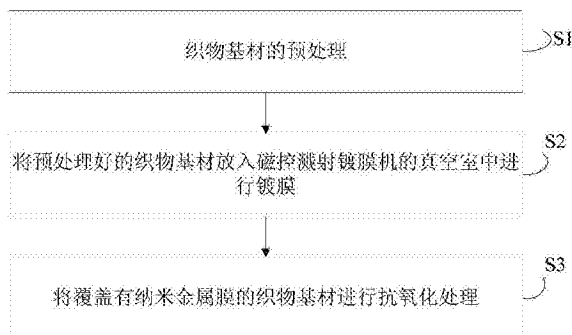 织物基材的预处理
S1
将预处理好的织物基材放入磁控溅射镀膜机的真空室中进
行镀膜
S2
将覆盖有纳米金属膜的织物基材进行抗氧化处理
S3